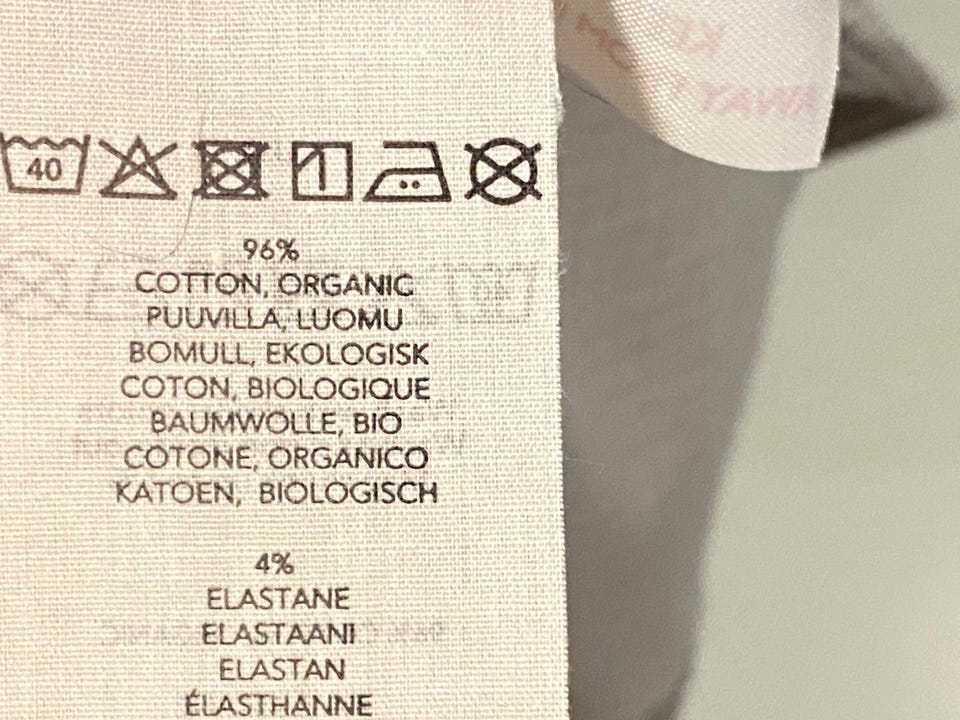 40
96%
COTTON, ORGANIC
PUUVILLA, LUOMU
BOMULL, EKOLOGISK
COTON, BIOLOGIQUE
BAUMWOLLE, BIO
COTONE, ORGANICO
KATOEN, BIOLOGISCH
4%
ELASTANE
ELASTAANI
ELASTAN
ÉLASTHANNE